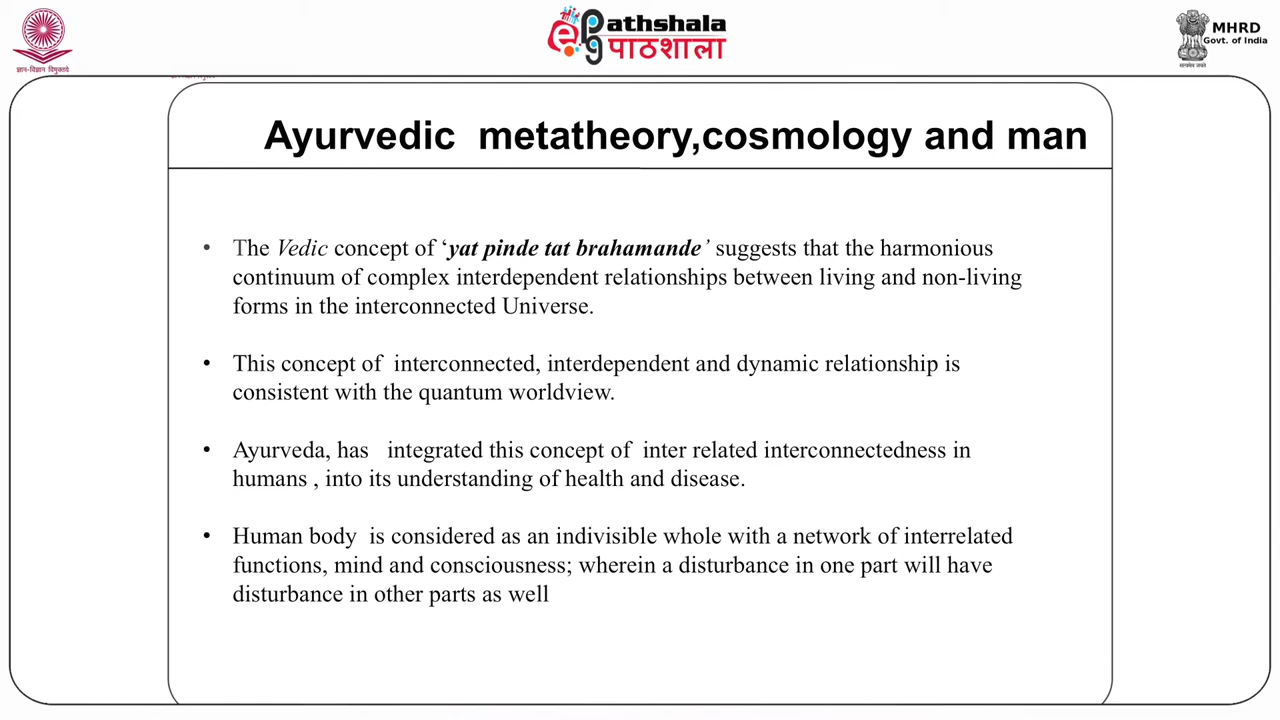 ज्ञान-विज्ञान विमुक्तये
ePathshala
पाठशाला
MHRD
Govt. of India
सत्यमेव जयते
Ayurvedic metatheory,cosmology and man
• The Vedic concept of ‘yat pinde tat brahamande’ suggests that the harmonious
continuum of complex interdependent relationships between living and non-living
forms in the interconnected Universe.
• This concept of interconnected, interdependent and dynamic relationship is
consistent with the quantum worldview.
• Ayurveda, has integrated this concept of inter related interconnectedness in
humans , into its understanding of health and disease.
• Human body is considered as an indivisible whole with a network of interrelated
functions, mind and consciousness; wherein a disturbance in one part will have
disturbance in other parts as well